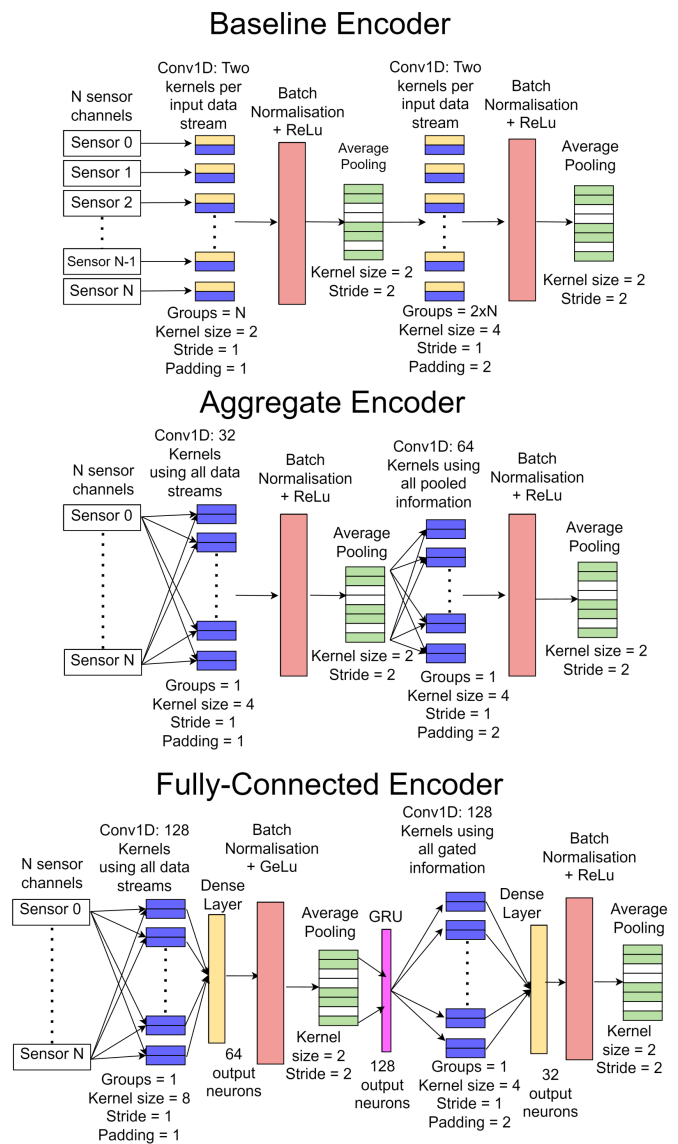 Baseline Encoder
N sensor
channels
Sensor 0
Sensor 1
Sensor 2
Sensor N-1
Sensor N
Conv1D: Two
kernels per
input data
stream
Groups = N
Kernel size = 2
Stride = 1
Padding = 1
Batch
Normalisation
+ ReLu
Average
Pooling
Kernel size = 2
Stride = 2
Conv1D: Two
kernels per
input data
stream
Groups = 2xN
Kernel size = 4
Stride = 1
Padding = 2
Batch
Normalisation
+ ReLu
Average
Pooling
Kernel size = 2
Stride = 2
Aggregate Encoder
N sensor
channels
Sensor 0
Sensor N
Conv1D: 32
Kernels
using all data
streams
Groups = 1
Kernel size = 4
Stride = 1
Padding = 1
Batch
Normalisation
+ ReLu
Average
Pooling
Kernel size = 2
Stride = 2
Conv1D: 64
Kernels using
all pooled
information
Groups = 1
Kernel size = 4
Stride = 1
Padding = 2
Batch
Normalisation
+ ReLu
Average
Pooling
Kernel size = 2
Stride = 2
Fully-Connected Encoder
N sensor
channels
Sensor 0
Sensor N
Conv1D: 128
Kernels
using all data
streams
Groups = 1
Kernel size = 8
Stride = 1
Padding = 1
Dense
Layer
64
output
neurons
Batch
Normalisation
+ GeLu
Average
Pooling
Kernel
size = 2
Stride = 2
GRU
128
output
neurons
Conv1D: 128
Kernels using
all gated
information
Groups = 1
Kernel size = 4
Stride = 1
Padding = 2
Dense
Layer
32
output
neurons
Batch
Normalisation
+ ReLu
Average
Pooling
Kernel
size = 2
Stride = 2